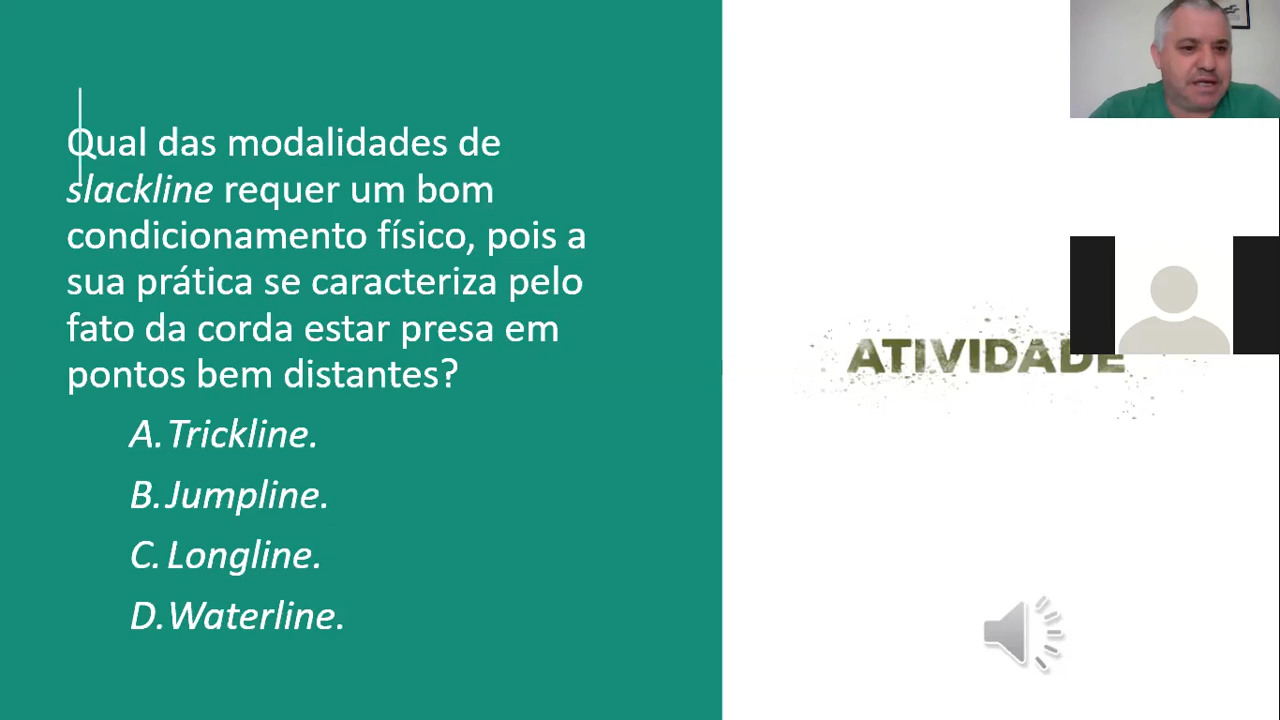 Qual das modalidades de
slackline requer um bom
condicionamento físico, pois a
sua prática se caracteriza pelo
fato da corda estar presa em
pontos bem distantes?
A. Trickline.
B. Jumpline.
C. Longline.
D. Waterline.
ATIVIDADE